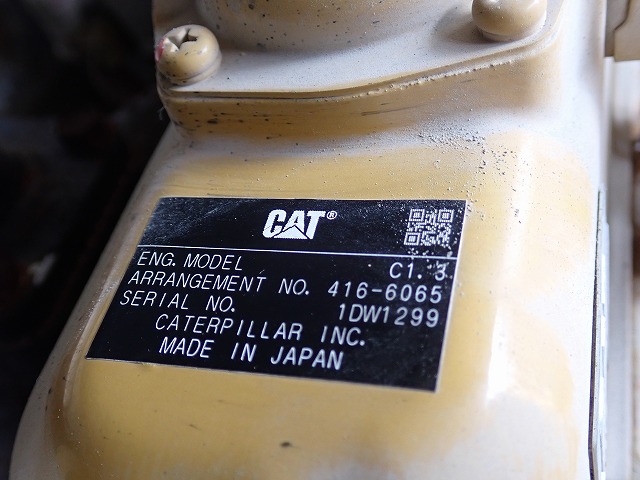 CAT®
ENG. MODEL C1.3
ARRANGEMENT NO. 416-6065
SERIAL NO. 1DW1299
CATERPILLAR INC.
MADE IN JAPAN